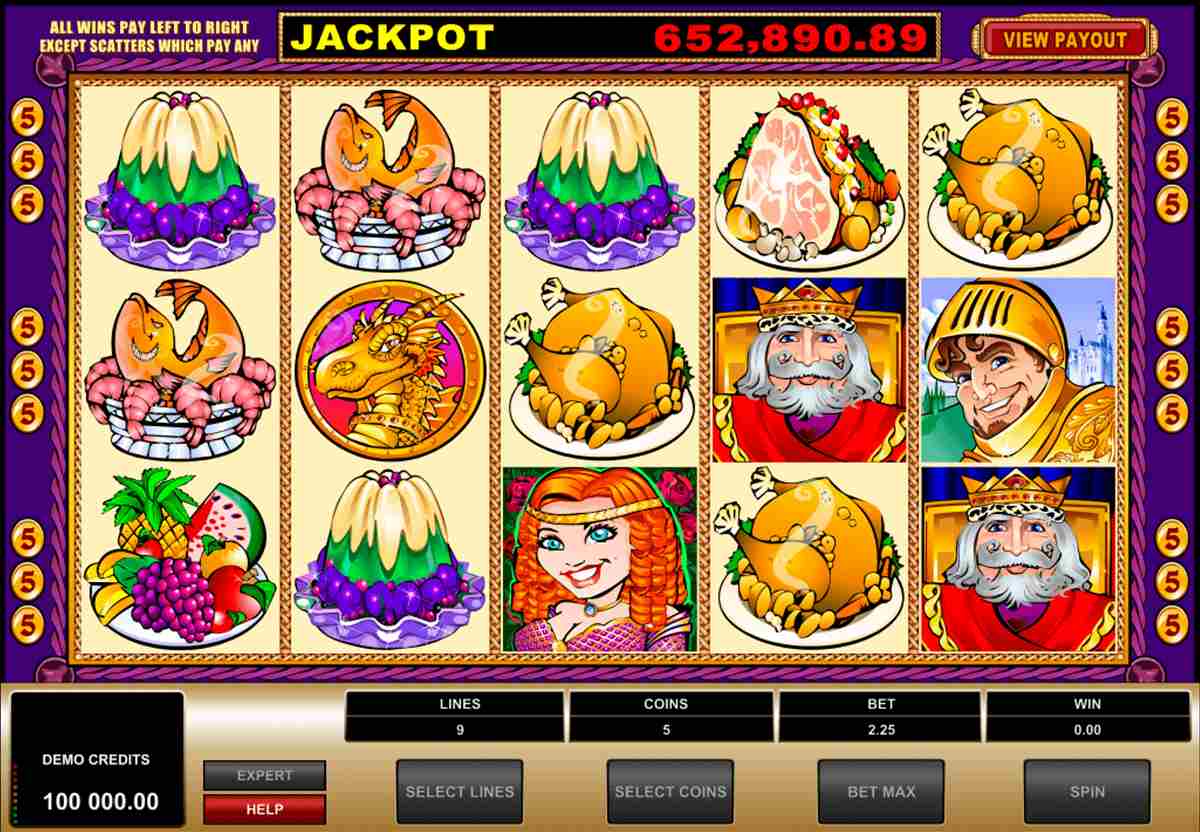 ALL WINS PAY LEFT TO RIGHT
EXCEPT SCATTERS WHICH PAY ANY
JACKPOT 652,890.89
VIEW PAYOUT
5 5
5 5
5 5
5 5
5 5
5 5
5 5
5 5
5 5
LINES COINS BET WIN
9 5 2.25 0.00
DEMO CREDITS
100 000.00
EXPERT
HELP
SELECT LINES SELECT COINS BET MAX SPIN